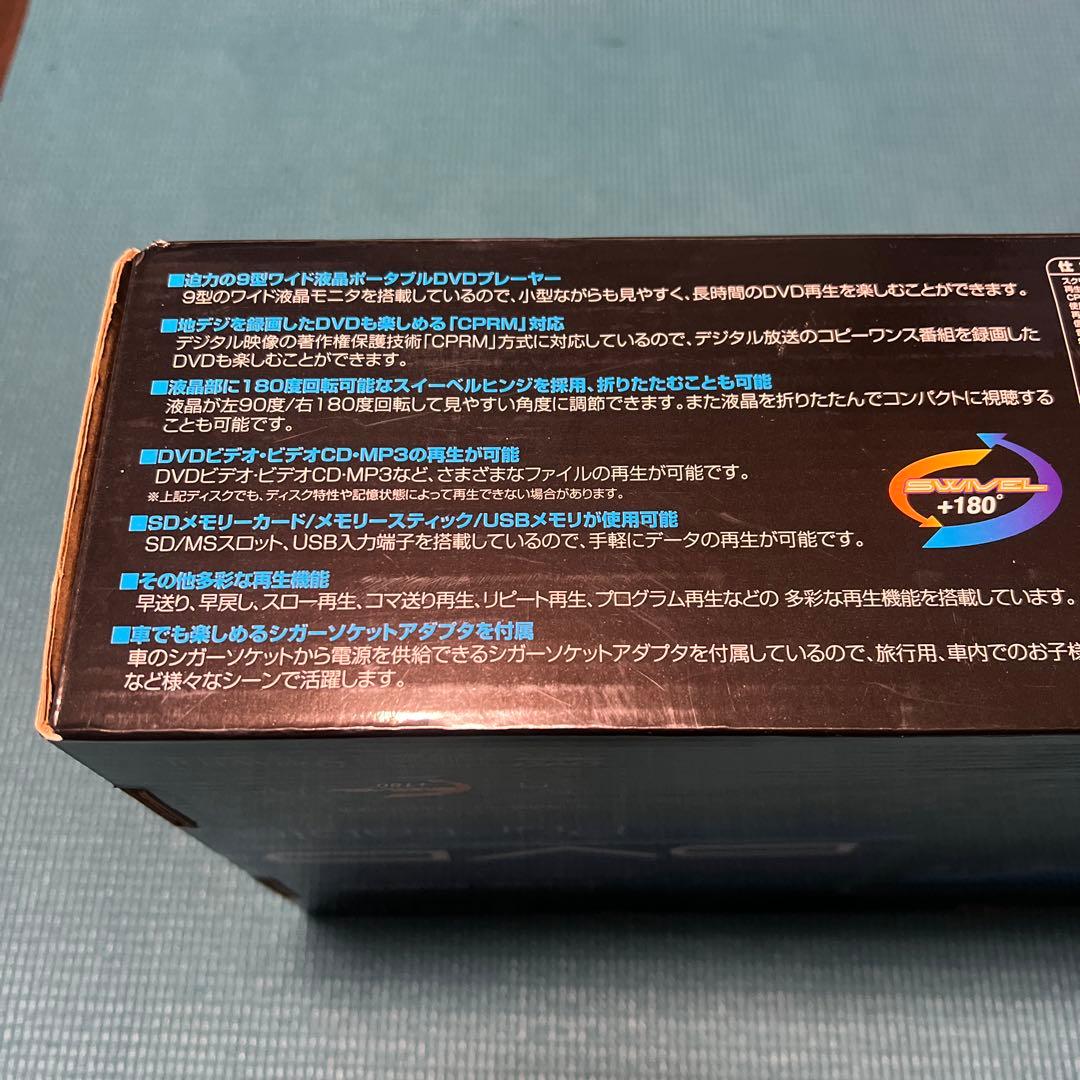 ■迫力の9型ワイド液晶ポータブルDVDプレーヤー
9型のワイド液晶モニタを搭載しているので、小型ながらも見やすく、長時間のDVD再生を楽しむことができます。
■地デジを録画したDVDも楽しめる「CPRM」対応
デジタル映像の著作権保護技術「CPRM」方式に対応しているので、デジタル放送のコピーワンス番組を録画した
DVDも楽しむことができます。
■液晶部に180度回転可能なスイーベルヒンジを採用、折りたたむことも可能
液晶が左90度/右180度回転して見やすい角度に調節できます。また液晶を折りたたんでコンパクトに視聴する
ことも可能です。
■DVDビデオ・ビデオCD・MP3の再生が可能
DVDビデオ・ビデオCD・MP3など、さまざまなファイルの再生が可能です。
※上記ディスクでも、ディスク特性や記憶状態によって再生できない場合があります。
■SDメモリーカード/メモリースティック/USBメモリが使用可能
SD/MSスロット、USB入力端子を搭載しているので、手軽にデータの再生が可能です。
■その他多彩な再生機能
早送り、早戻し、スロー再生、コマ送り再生、リピート再生、プログラム再生などの 多彩な再生機能を搭載しています。
■車でも楽しめるシガーソケットアダプタを付属
車のシガーソケットから電源を供給できるシガーソケットアダプタを付属しているので、旅行用、車内でのお子様
など様々なシーンで活躍します。
SWIVEL
+180°
仕